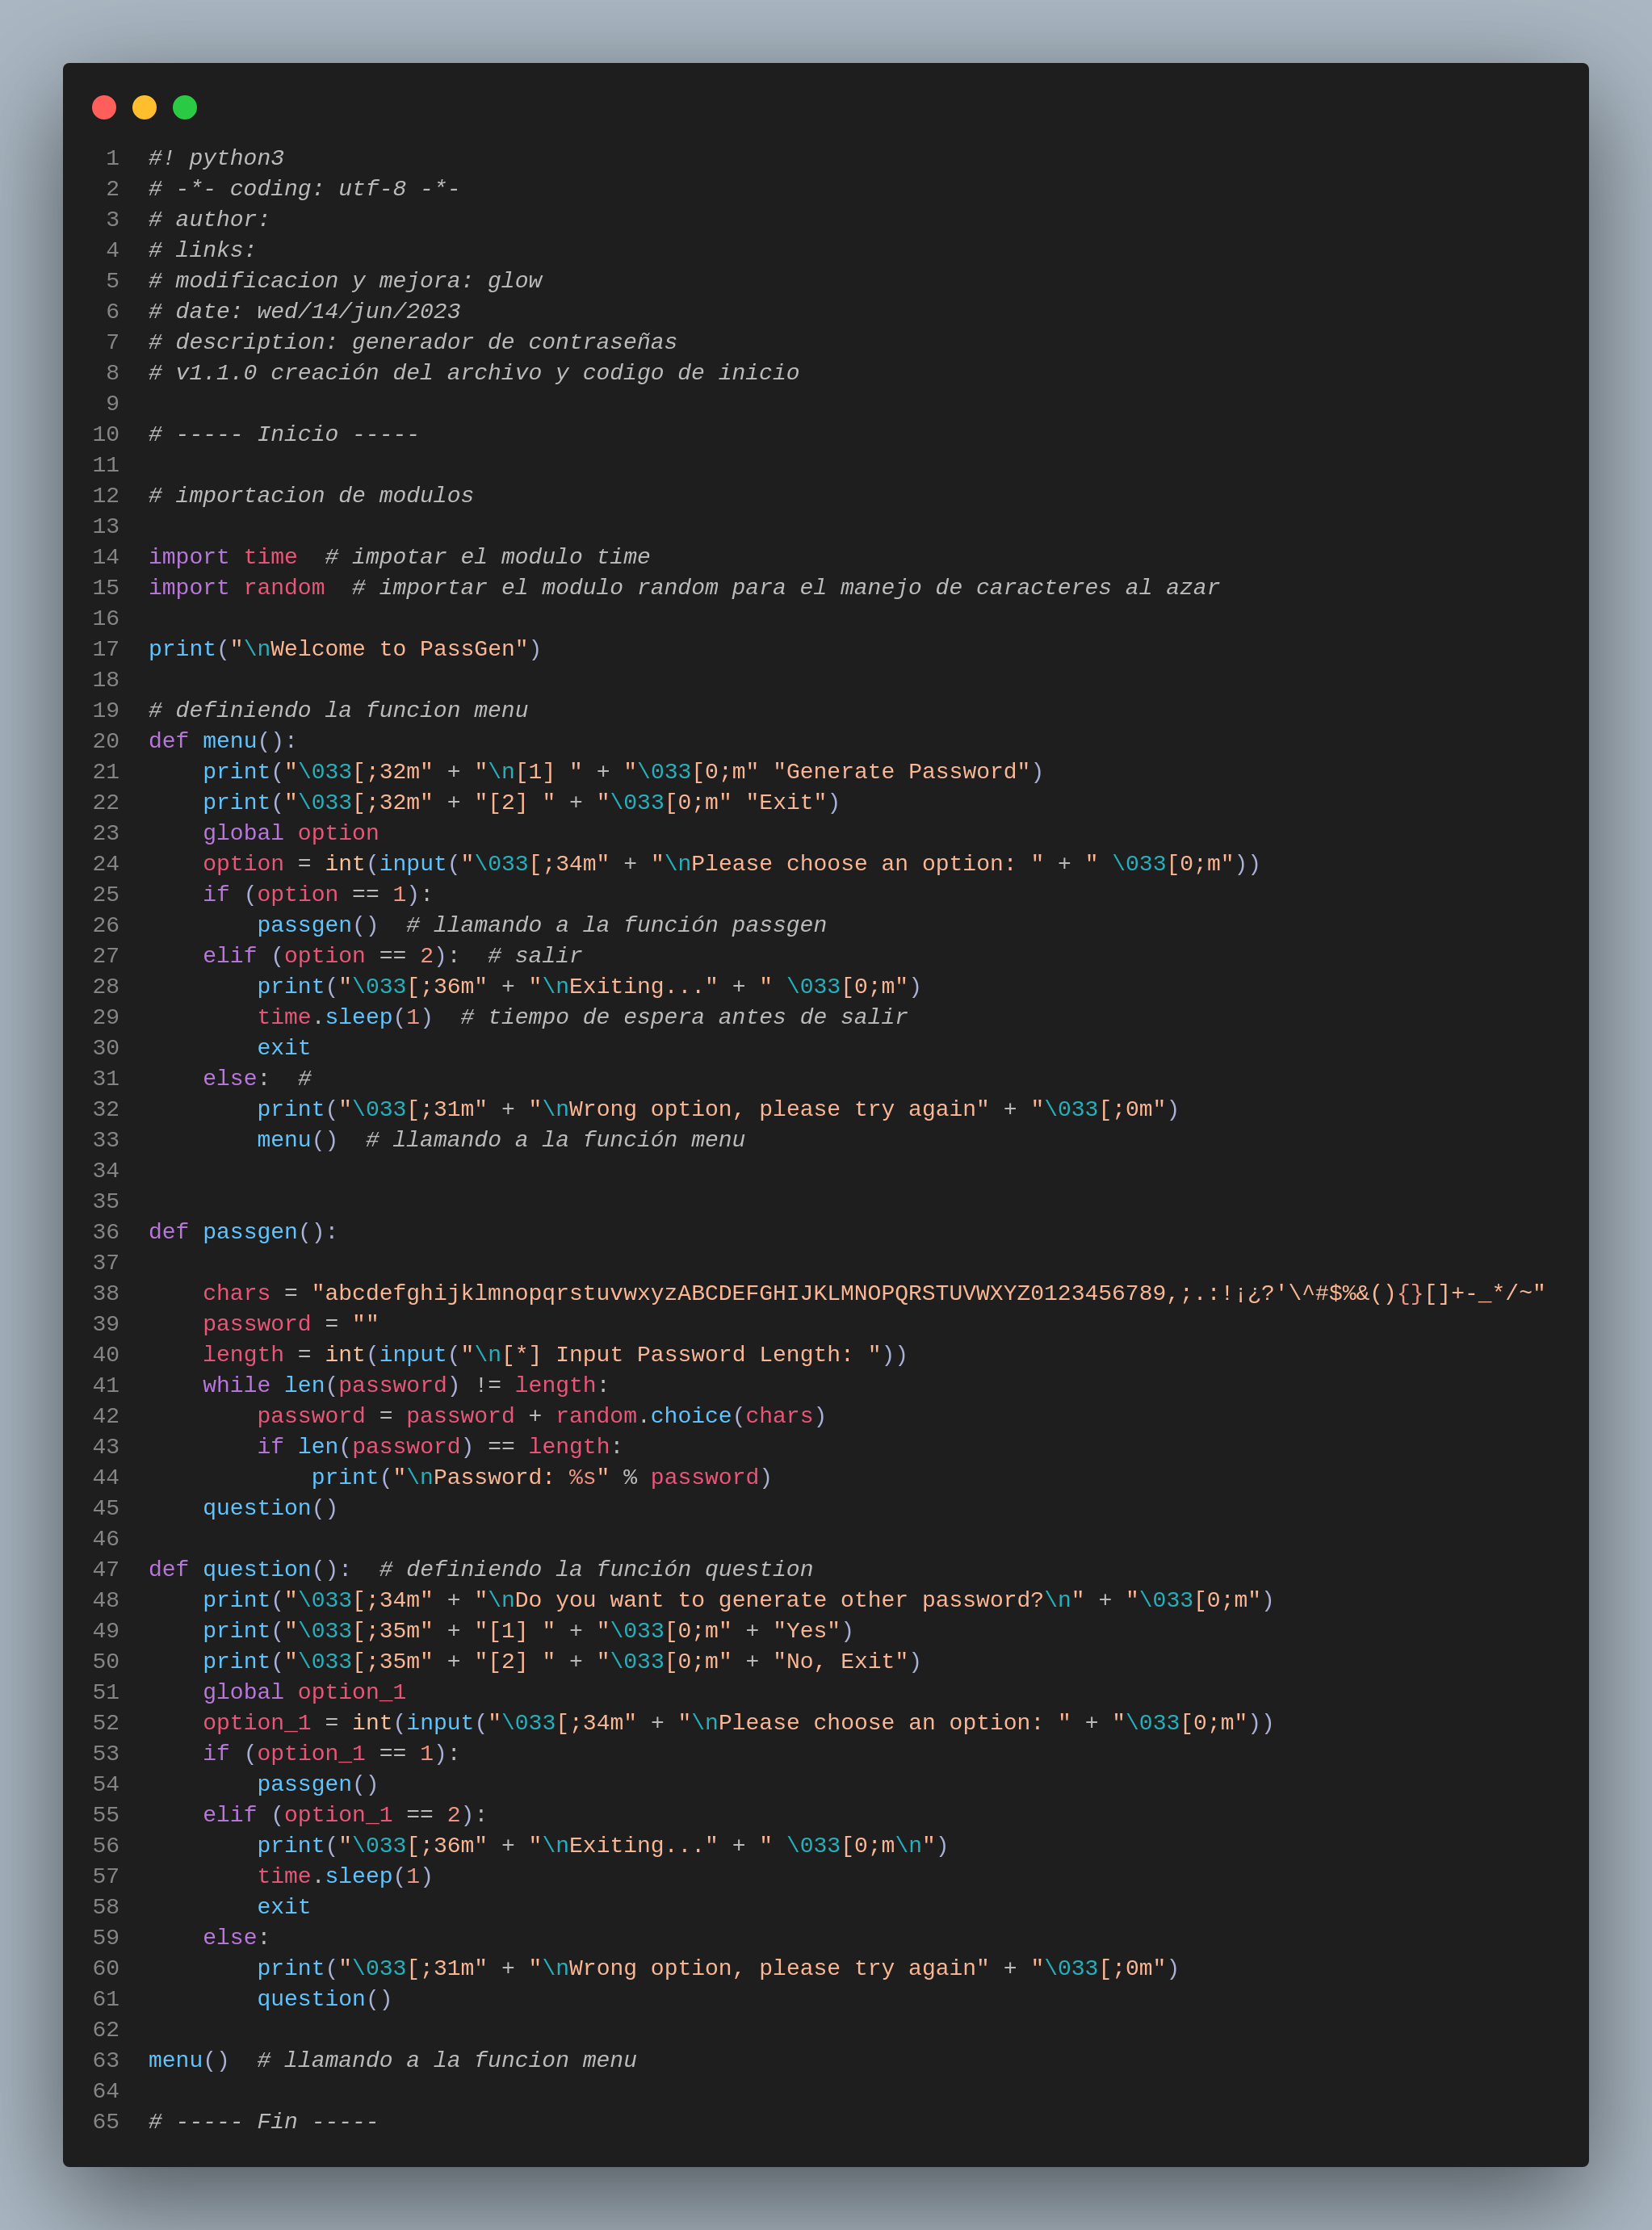 1 #! python3
2 # -*- coding: utf-8 -*-
3 # author:
4 # links:
5 # modificacion y mejora: glow
6 # date: wed/14/jun/2023
7 # description: generador de contraseñas
8 # v1.1.0 creación del archivo y codigo de inicio
9
10 # ----- Inicio -----
11
12 # importacion de modulos
13
14 import time  # impotar el modulo time
15 import random  # importar el modulo random para el manejo de caracteres al azar
16
17 print("\nWelcome to PassGen")
18
19 # definiendo la funcion menu
20 def menu():
21     print("\033[;32m" + "\n[1] " + "\033[0;m" "Generate Password")
22     print("\033[;32m" + "[2] " + "\033[0;m" "Exit")
23     global option
24     option = int(input("\033[;34m" + "\nPlease choose an option: " + " \033[0;m"))
25     if (option == 1):
26         passgen()  # llamando a la función passgen
27     elif (option == 2):  # salir
28         print("\033[;36m" + "\nExiting..." + " \033[0;m")
29         time.sleep(1)  # tiempo de espera antes de salir
30         exit
31     else:  #
32         print("\033[;31m" + "\nWrong option, please try again" + "\033[;0m")
33         menu()  # llamando a la función menu
34
35
36 def passgen():
37
38     chars = "abcdefghijklmnopqrstuvwxyzABCDEFGHIJKLMNOPQRSTUVWXYZ0123456789,;.:!¡¿?'\^#$%&(){}[]+-_*/~"
39     password = ""
40     length = int(input("\n[*] Input Password Length: "))
41     while len(password) != length:
42         password = password + random.choice(chars)
43         if len(password) == length:
44             print("\nPassword: %s" % password)
45     question()
46
47 def question():  # definiendo la función question
48     print("\033[;34m" + "\nDo you want to generate other password?\n" + "\033[0;m")
49     print("\033[;35m" + "[1] " + "\033[0;m" + "Yes")
50     print("\033[;35m" + "[2] " + "\033[0;m" + "No, Exit")
51     global option_1
52     option_1 = int(input("\033[;34m" + "\nPlease choose an option: " + "\033[0;m"))
53     if (option_1 == 1):
54         passgen()
55     elif (option_1 == 2):
56         print("\033[;36m" + "\nExiting..." + " \033[0;m\n")
57         time.sleep(1)
58         exit
59     else:
60         print("\033[;31m" + "\nWrong option, please try again" + "\033[;0m")
61         question()
62
63 menu()  # llamando a la funcion menu
64
65 # ----- Fin -----